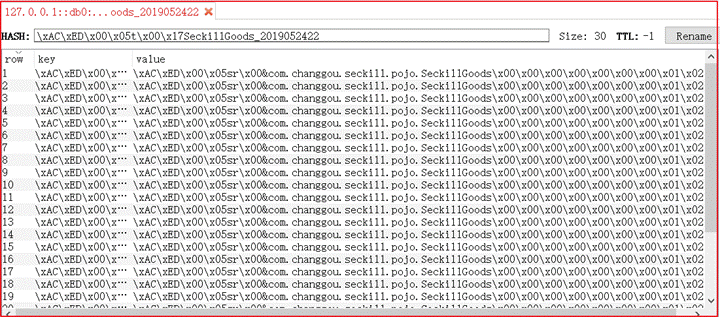 127.0.0.1::db0:...oods_2019052422 ✖
HASH: \xAC\xED\x00\x05t\x00\x17SeckillGoods_2019052422 Size: 30 TTL: -1 Rename
row key value
1 \xAC\xED\x00\x… \xAC\xED\x00\x05sr\x00&com.changgou.seckill.pojo.SeckillGoods\x00\x00\x00\x00\x00\x00\x00\x01\x02
2 \xAC\xED\x00\x… \xAC\xED\x00\x05sr\x00&com.changgou.seckill.pojo.SeckillGoods\x00\x00\x00\x00\x00\x00\x00\x01\x02
3 \xAC\xED\x00\x… \xAC\xED\x00\x05sr\x00&com.changgou.seckill.pojo.SeckillGoods\x00\x00\x00\x00\x00\x00\x00\x01\x02
4 \xAC\xED\x00\x… \xAC\xED\x00\x05sr\x00&com.changgou.seckill.pojo.SeckillGoods\x00\x00\x00\x00\x00\x00\x00\x01\x02
5 \xAC\xED\x00\x… \xAC\xED\x00\x05sr\x00&com.changgou.seckill.pojo.SeckillGoods\x00\x00\x00\x00\x00\x00\x00\x01\x02
6 \xAC\xED\x00\x… \xAC\xED\x00\x05sr\x00&com.changgou.seckill.pojo.SeckillGoods\x00\x00\x00\x00\x00\x00\x00\x01\x02
7 \xAC\xED\x00\x… \xAC\xED\x00\x05sr\x00&com.changgou.seckill.pojo.SeckillGoods\x00\x00\x00\x00\x00\x00\x00\x01\x02
8 \xAC\xED\x00\x… \xAC\xED\x00\x05sr\x00&com.changgou.seckill.pojo.SeckillGoods\x00\x00\x00\x00\x00\x00\x00\x01\x02
9 \xAC\xED\x00\x… \xAC\xED\x00\x05sr\x00&com.changgou.seckill.pojo.SeckillGoods\x00\x00\x00\x00\x00\x00\x00\x01\x02
10 \xAC\xED\x00\x… \xAC\xED\x00\x05sr\x00&com.changgou.seckill.pojo.SeckillGoods\x00\x00\x00\x00\x00\x00\x00\x01\x02
11 \xAC\xED\x00\x… \xAC\xED\x00\x05sr\x00&com.changgou.seckill.pojo.SeckillGoods\x00\x00\x00\x00\x00\x00\x00\x01\x02
12 \xAC\xED\x00\x… \xAC\xED\x00\x05sr\x00&com.changgou.seckill.pojo.SeckillGoods\x00\x00\x00\x00\x00\x00\x00\x01\x02
13 \xAC\xED\x00\x… \xAC\xED\x00\x05sr\x00&com.changgou.seckill.pojo.SeckillGoods\x00\x00\x00\x00\x00\x00\x00\x01\x02
14 \xAC\xED\x00\x… \xAC\xED\x00\x05sr\x00&com.changgou.seckill.pojo.SeckillGoods\x00\x00\x00\x00\x00\x00\x00\x01\x02
15 \xAC\xED\x00\x… \xAC\xED\x00\x05sr\x00&com.changgou.seckill.pojo.SeckillGoods\x00\x00\x00\x00\x00\x00\x00\x01\x02
16 \xAC\xED\x00\x… \xAC\xED\x00\x05sr\x00&com.changgou.seckill.pojo.SeckillGoods\x00\x00\x00\x00\x00\x00\x00\x01\x02
17 \xAC\xED\x00\x… \xAC\xED\x00\x05sr\x00&com.changgou.seckill.pojo.SeckillGoods\x00\x00\x00\x00\x00\x00\x00\x01\x02
18 \xAC\xED\x00\x… \xAC\xED\x00\x05sr\x00&com.changgou.seckill.pojo.SeckillGoods\x00\x00\x00\x00\x00\x00\x00\x01\x02
19 \xAC\xED\x00\x… \xAC\xED\x00\x05sr\x00&com.changgou.seckill.pojo.SeckillGoods\x00\x00\x00\x00\x00\x00\x00\x01\x02